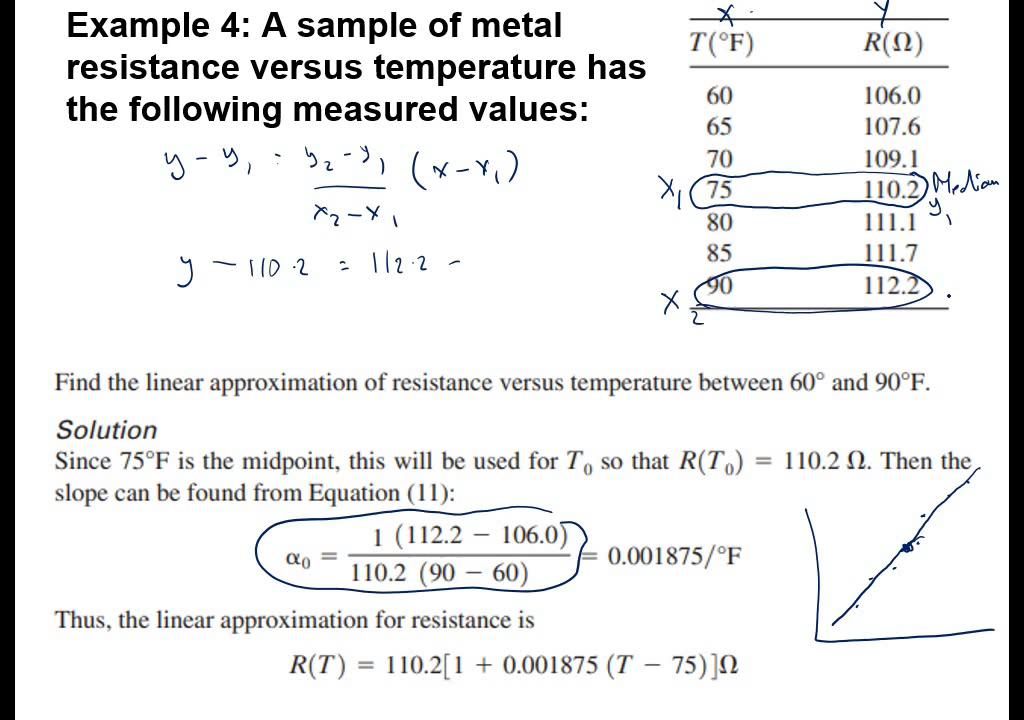 Example 4: A sample of metal
resistance versus temperature has
the following measured values:
y - y₁ = y₂ - y₁ / x₂ - x₁ (x - x₁)
y - 110.2 = 112.2 -
x y
T(°F) R(Ω)
60 106.0
65 107.6
70 109.1
x₁ 75 110.2 Median y₁
80 111.1
85 111.7
x₂ 90 112.2
Find the linear approximation of resistance versus temperature between 60° and 90°F.
Solution
Since 75°F is the midpoint, this will be used for T₀ so that R(T₀) = 110.2 Ω. Then the
slope can be found from Equation (11):
α₀ = 1 (112.2 − 106.0) / 110.2 (90 − 60) = 0.001875/°F
Thus, the linear approximation for resistance is
R(T) = 110.2[1 + 0.001875 (T − 75)]Ω